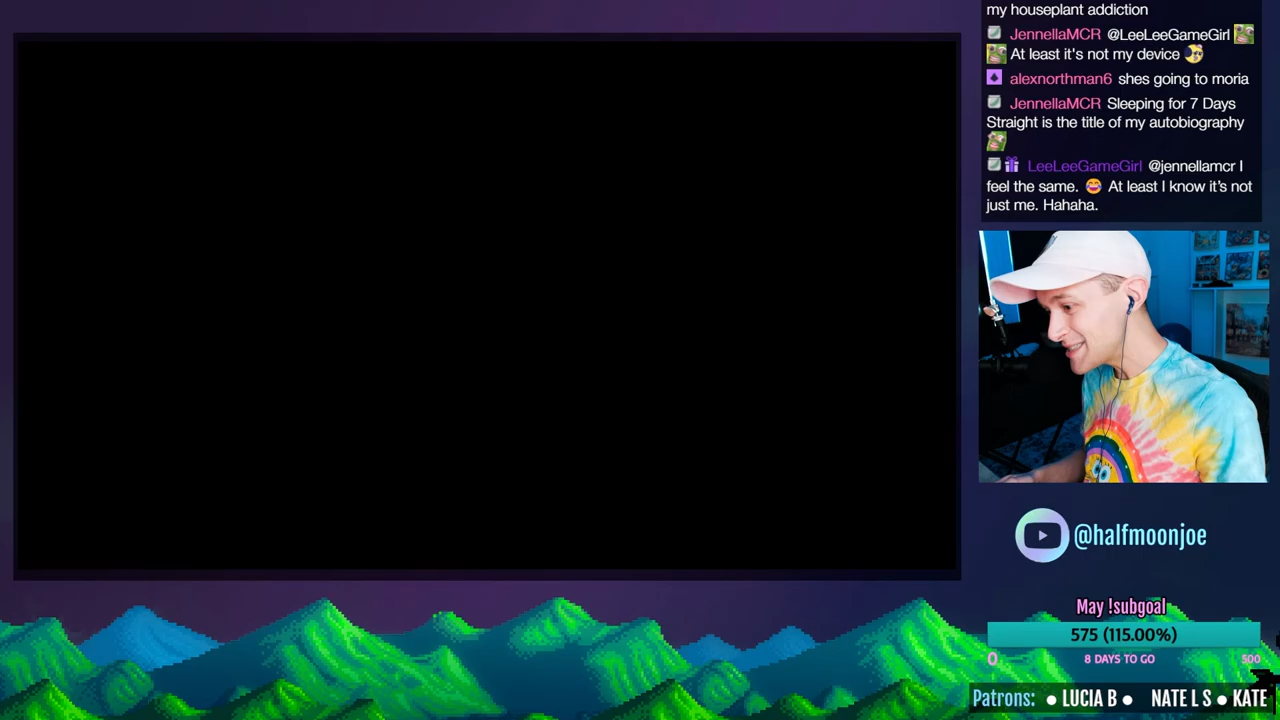 my houseplant addiction
JennellaMCR @LeeLeeGameGirl
At least it's not my device
alexnorthman6 shes going to moria
JennellaMCR Sleeping for 7 Days
Straight is the title of my autobiography
LeeLeeGameGirl @jennellamcr I
feel the same. At least I know it's not
just me. Hahaha.
@halfmoonjoe
May !subgoal
575 (115.00%)
0 8 DAYS TO GO 500
Patrons: ● LUCIA B ● NATE L S ● KATE